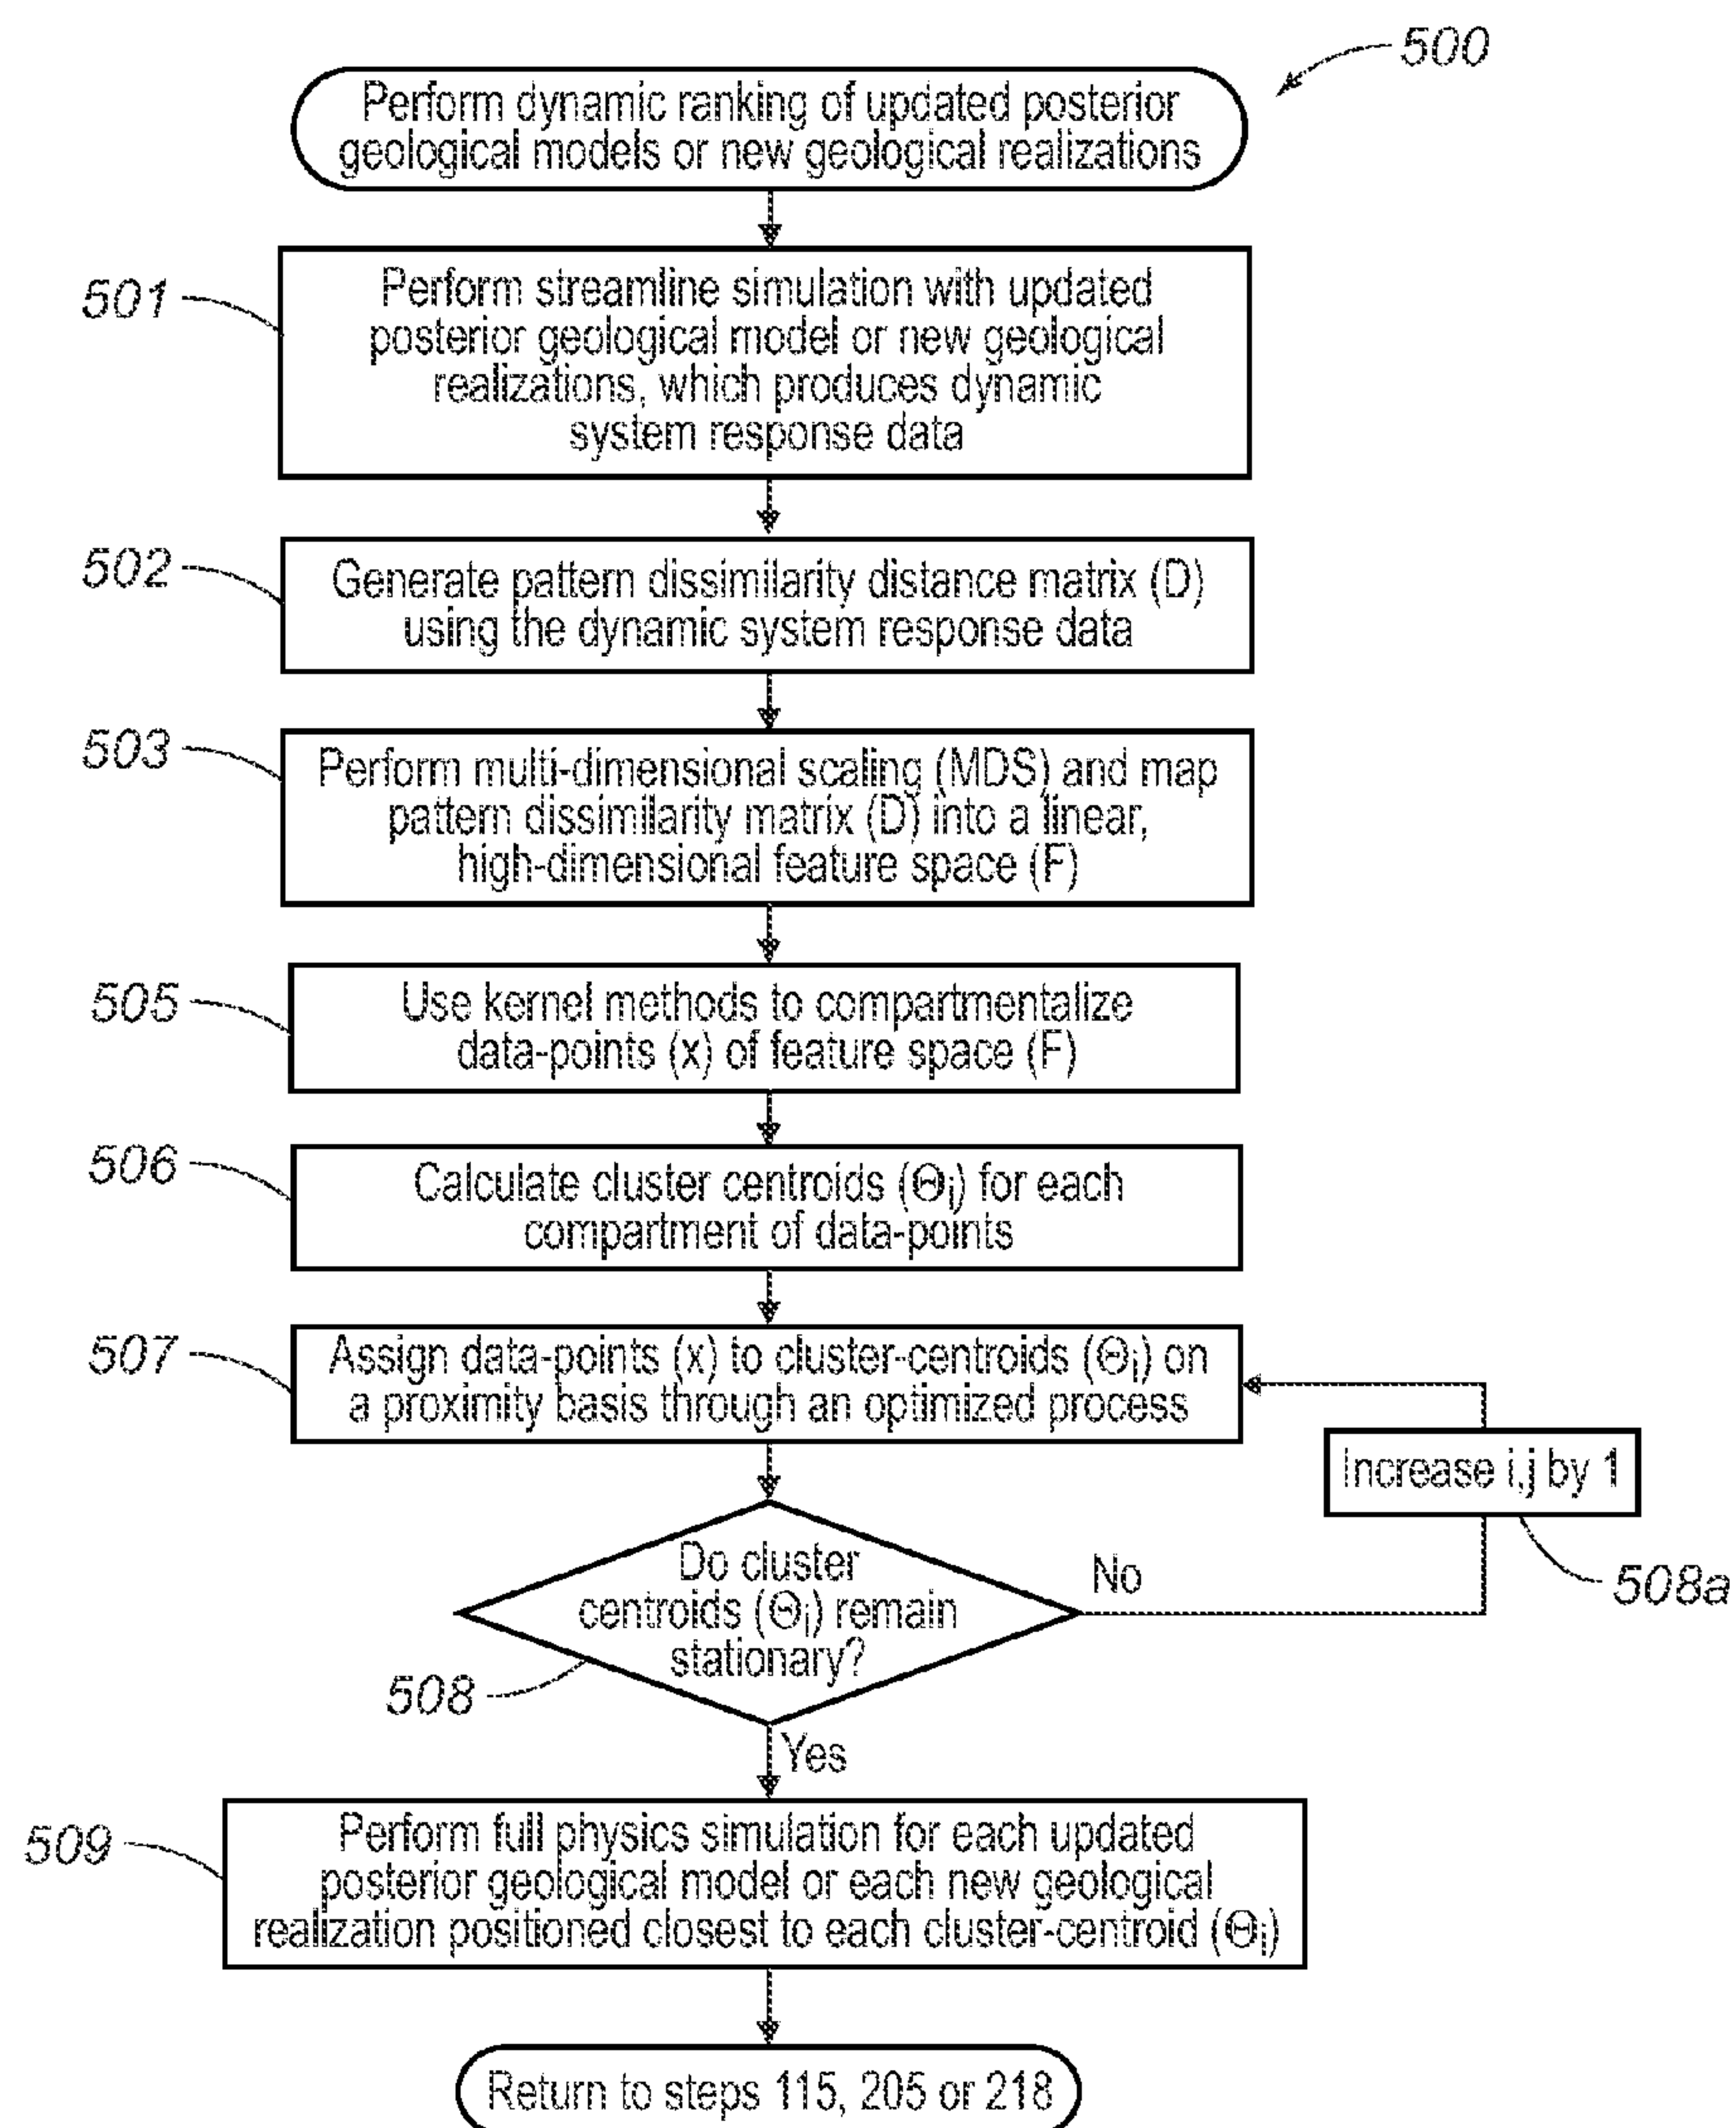 500
Perform dynamic ranking of updated posterior
geological models or new geological realizations
501
Perform streamline simulation with updated
posterior geological model or new geological
realizations, which produces dynamic
system response data
502
Generate pattern dissimilarity distance matrix (D)
using the dynamic system response data
503
Perform multi-dimensional scaling (MDS) and map
pattern dissimilarity matrix (D) into a linear,
high-dimensional feature space (F)
505
Use kernel methods to compartmentalize
data-points (x) of feature space (F)
506
Calculate cluster centroids (Θi) for each
compartment of data-points
507
Assign data-points (x) to cluster-centroids (Θi) on
a proximity basis through an optimized process
Increase i,j by 1
508a
Do cluster
centroids (Θi) remain
stationary?
No
508
Yes
509
Perform full physics simulation for each updated
posterior geological model or each new geological
realization positioned closest to each cluster-centroid (Θi)
Return to steps 115, 205 or 218